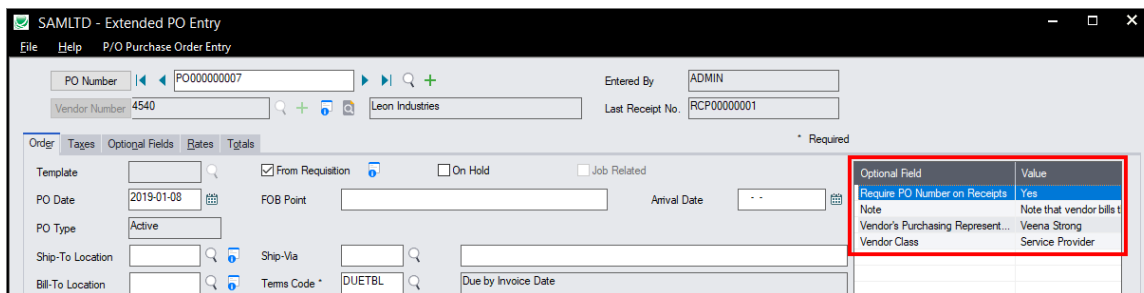 SAMLTD - Extended PO Entry
File Help P/O Purchase Order Entry
PO Number PO000000007 Entered By ADMIN
Vendor Number 4540 Leon Industries Last Receipt No. RCP00000001
Order Taxes Optional Fields Rates Totals * Required
Template From Requisition On Hold Job Related Optional Field Value
PO Date 2019-01-08 FOB Point Arrival Date - - Require PO Number on Receipts Yes
Note Note that vendor bills t
PO Type Active Vendor's Purchasing Represent... Veena Strong
Vendor Class Service Provider
Ship-To Location Ship-Via
Bill-To Location Terms Code * DUETBL Due by Invoice Date